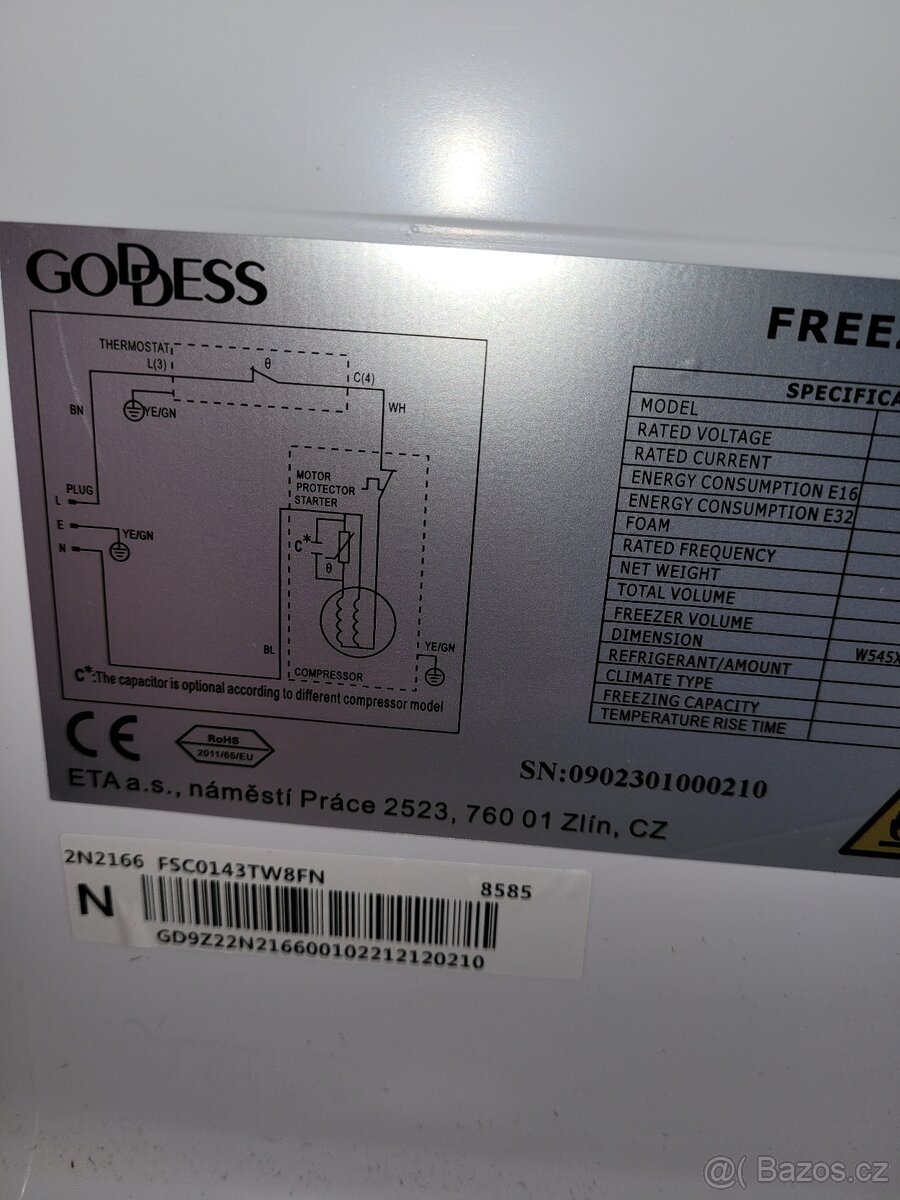 GODDESS
THERMOSTAT
L(3)
θ
C(4)
BN
YE/GN
WH
MOTOR
PROTECTOR
STARTER
PLUG
L
E
YE/GN
N
C*
θ
BL
YE/GN
COMPRESSOR
C*:The capacitor is optional according to different compressor model
FREE
SPECIFICA
MODEL
RATED VOLTAGE
RATED CURRENT
ENERGY CONSUMPTION E16
ENERGY CONSUMPTION E32
FOAM
RATED FREQUENCY
NET WEIGHT
TOTAL VOLUME
FREEZER VOLUME
DIMENSION W545X
REFRIGERANT/AMOUNT
CLIMATE TYPE
FREEZING CAPACITY
TEMPERATURE RISE TIME
CE
RoHS
2011/65/EU
SN:0902301000210
ETA a.s., náměstí Práce 2523, 760 01 Zlín, CZ
2N2166 FSC0143TW8FN 8585
N
GD9Z22N216600102212120210
@( Bazoš.cz